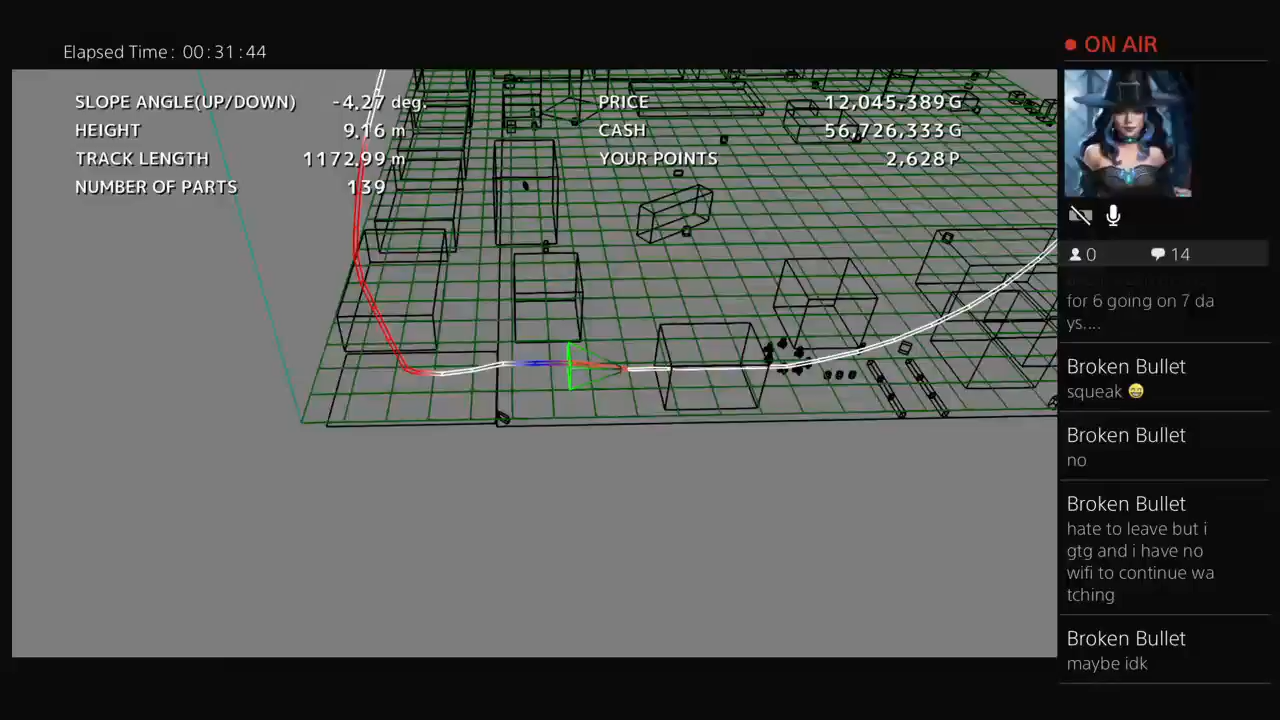 Elapsed Time: 00:31:44
ON AIR
SLOPE ANGLE(UP/DOWN) -4.27 deg.
HEIGHT 9.16 m
TRACK LENGTH 1172.99 m
NUMBER OF PARTS 139
PRICE 12,045,389 G
CASH 56,726,333 G
YOUR POINTS 2,628 P
0 14
for 6 going on 7 da
ys....
Broken Bullet
squeak 😁
Broken Bullet
no
Broken Bullet
hate to leave but i
gtg and i have no
wifi to continue wa
tching
Broken Bullet
maybe idk